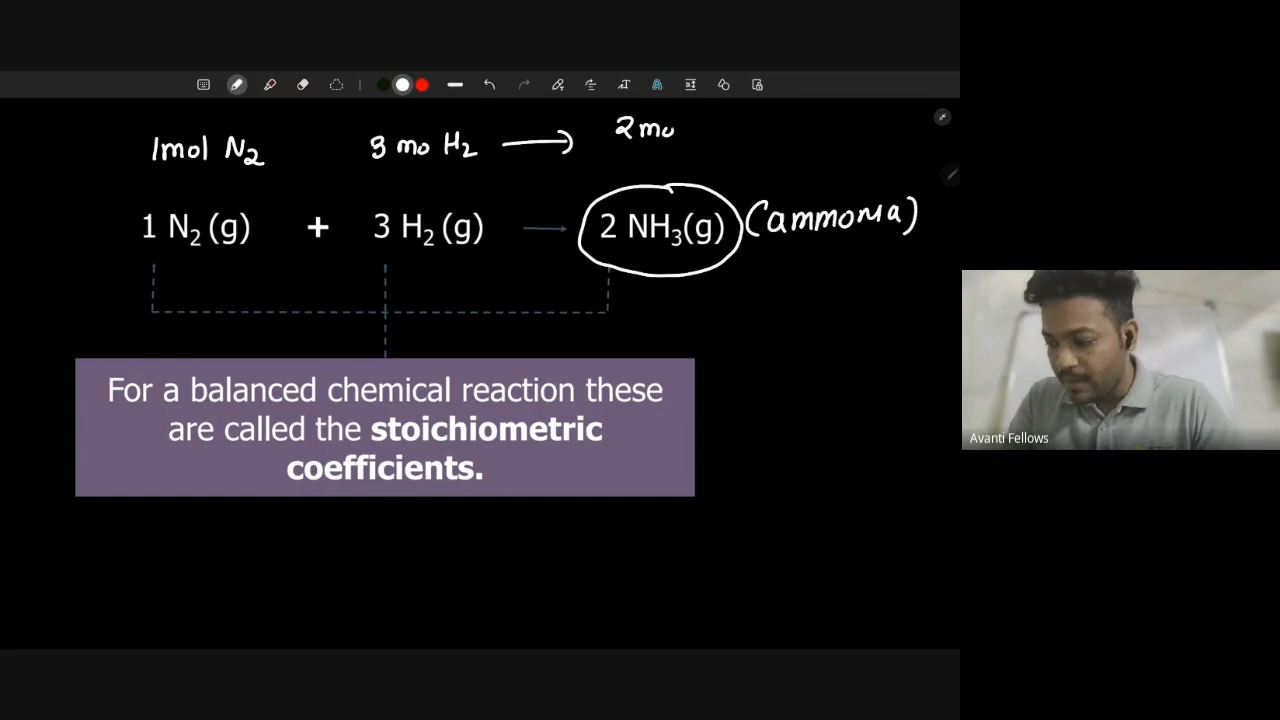 1mol N2 3 mo H2 → 2 mo
1 N₂ (g) + 3 H₂ (g) → 2 NH₃(g) (ammonia)
For a balanced chemical reaction these
are called the stoichiometric
coefficients.
Avanti Fellows